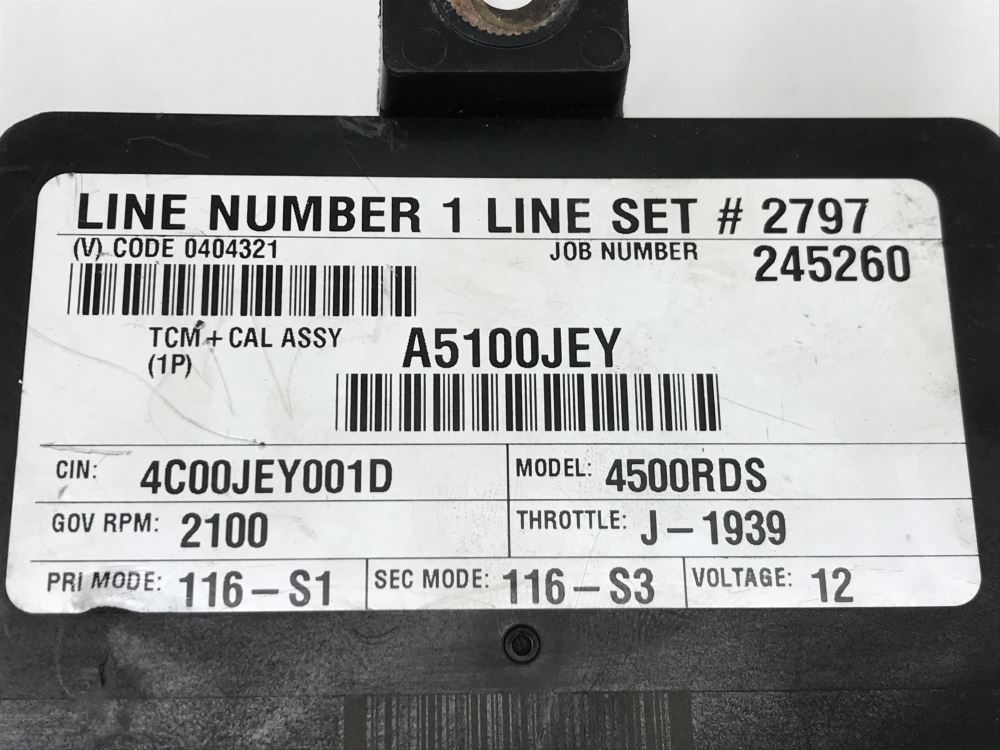 LINE NUMBER 1 LINE SET # 2797
(V) CODE 0404321 JOB NUMBER 245260
TCM + CAL ASSY A5100JEY
(1P)
CIN: 4C00JEY001D MODEL: 4500RDS
GOV RPM: 2100 THROTTLE: J-1939
PRI MODE: 116-S1 SEC MODE: 116-S3 VOLTAGE: 12